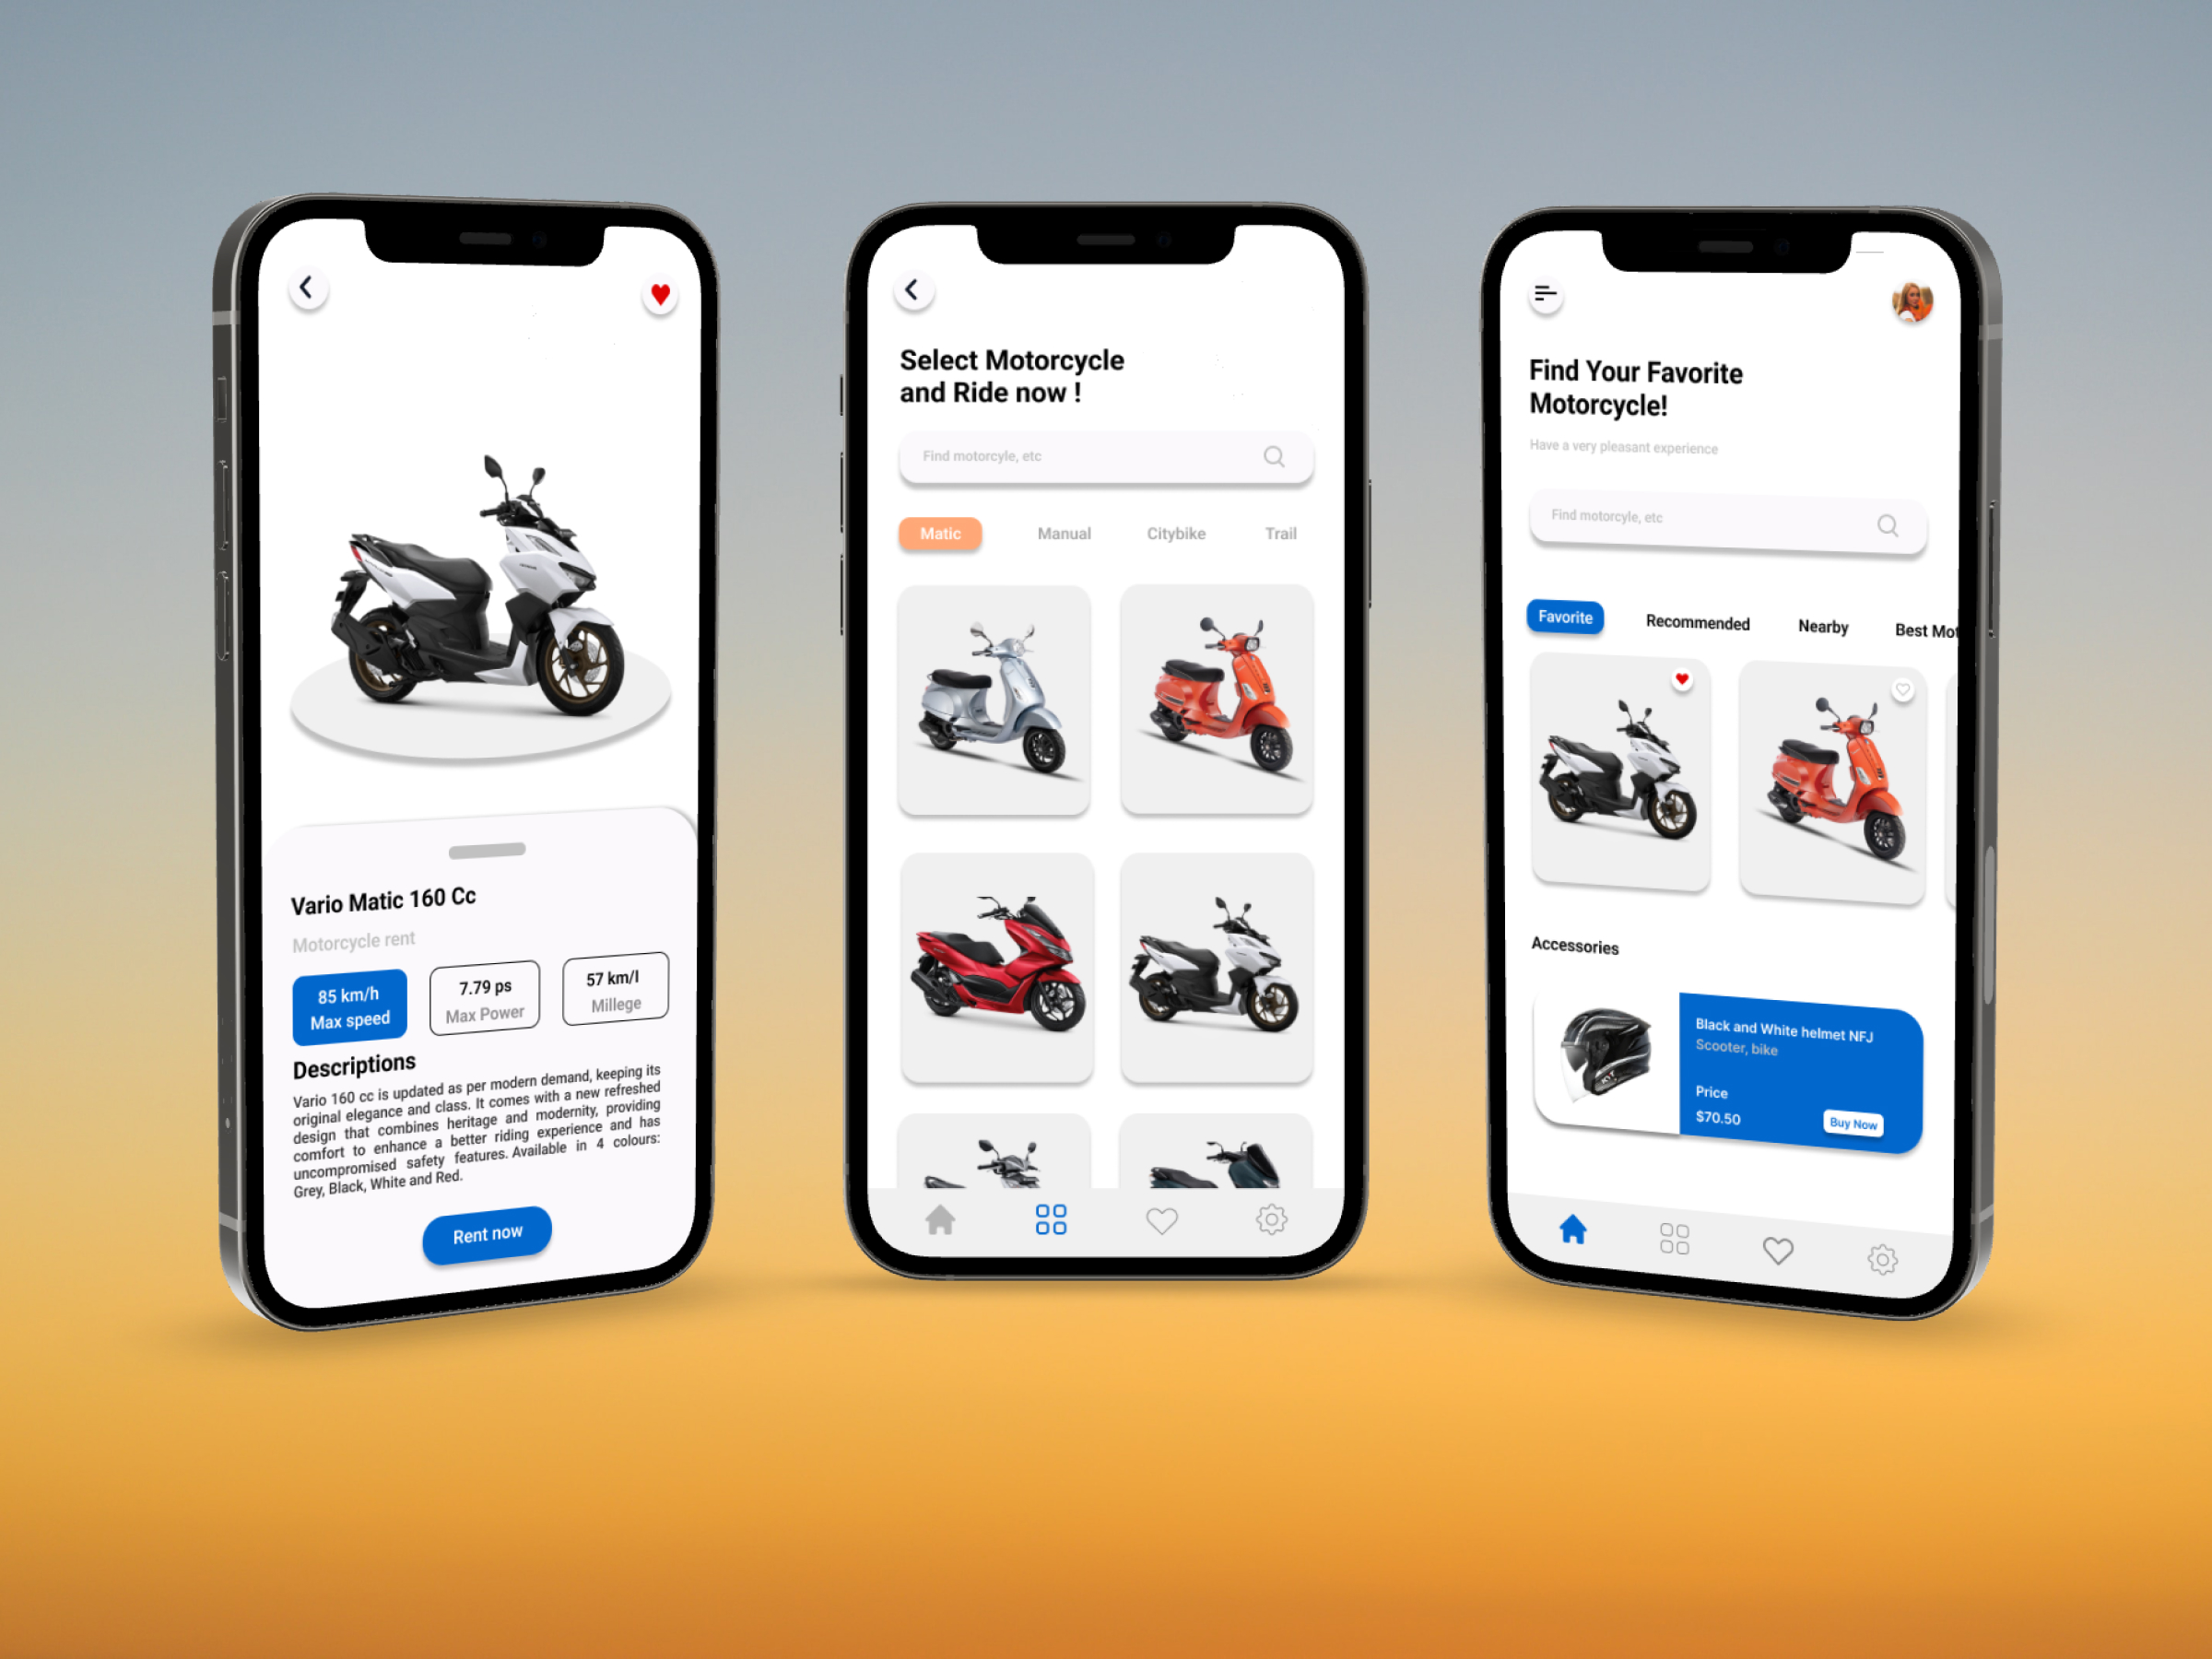 Vario Matic 160 Cc
Motorcycle rent
85 km/h
Max speed
7.79 ps
Max Power
57 km/l
Millege
Descriptions
Vario 160 cc is updated as per modern demand, keeping its
original elegance and class. It comes with a new refreshed
design that combines heritage and modernity, providing
comfort to enhance a better riding experience and has
uncompromised safety features. Available in 4 colours:
Grey, Black, White and Red.
Rent now
Select Motorcycle
and Ride now !
Find motorcyle, etc
Matic
Manual
Citybike
Trail
Find Your Favorite
Motorcycle!
Have a very pleasant experience
Find motorcyle, etc
Favorite
Recommended
Nearby
Best Mot
Accessories
KYT
Black and White helmet NFJ
Scooter, bike
Price
$70.50
Buy Now